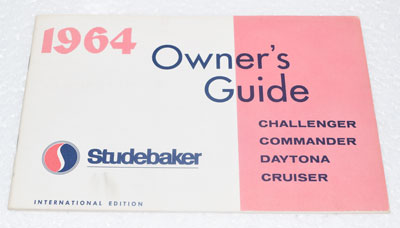 1964
Owner's
Guide
CHALLENGER
COMMANDER
DAYTONA
CRUISER
Studebaker
INTERNATIONAL EDITION